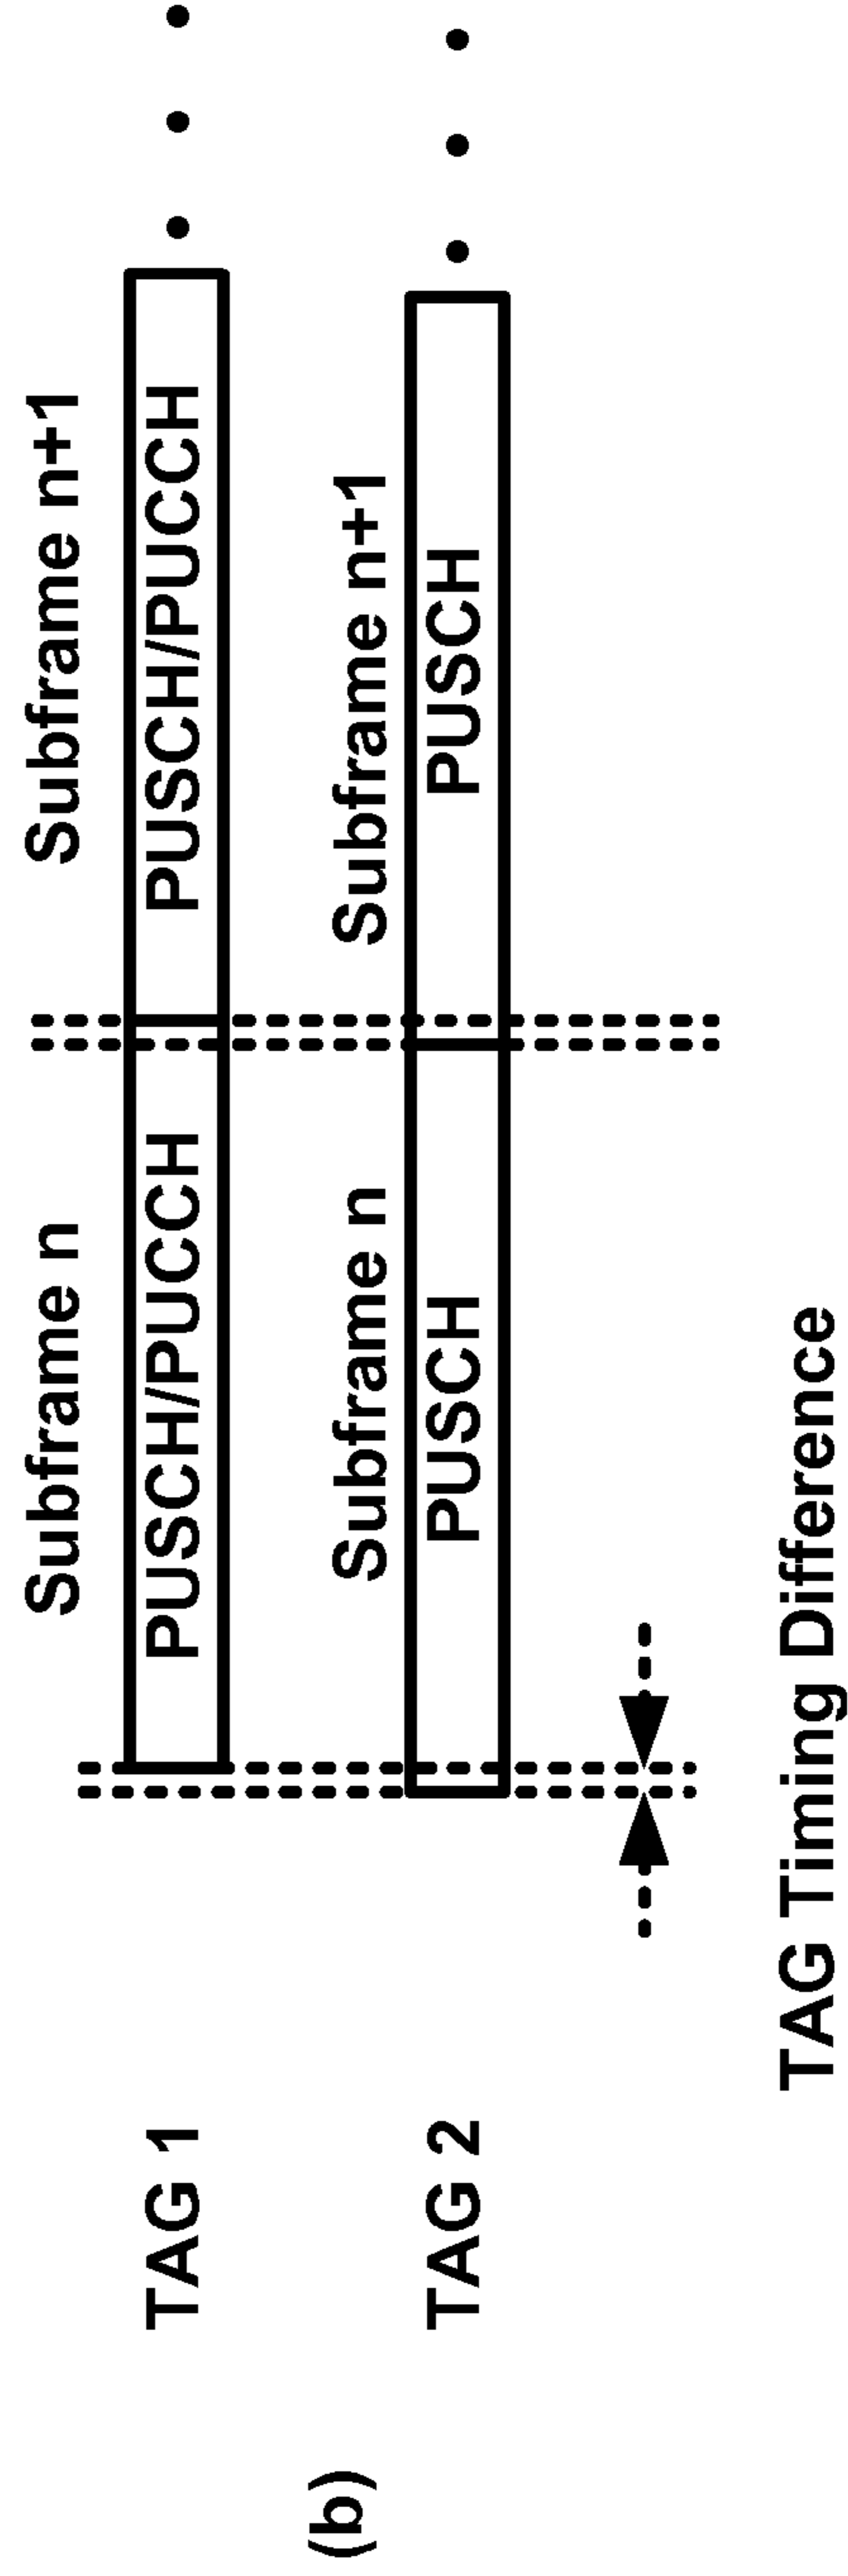 Subframe n
Subframe n+1
TAG 1
PUSCH/PUCCH
PUSCH/PUCCH
(b)
Subframe n
Subframe n+1
TAG 2
PUSCH
PUSCH
TAG Timing Difference